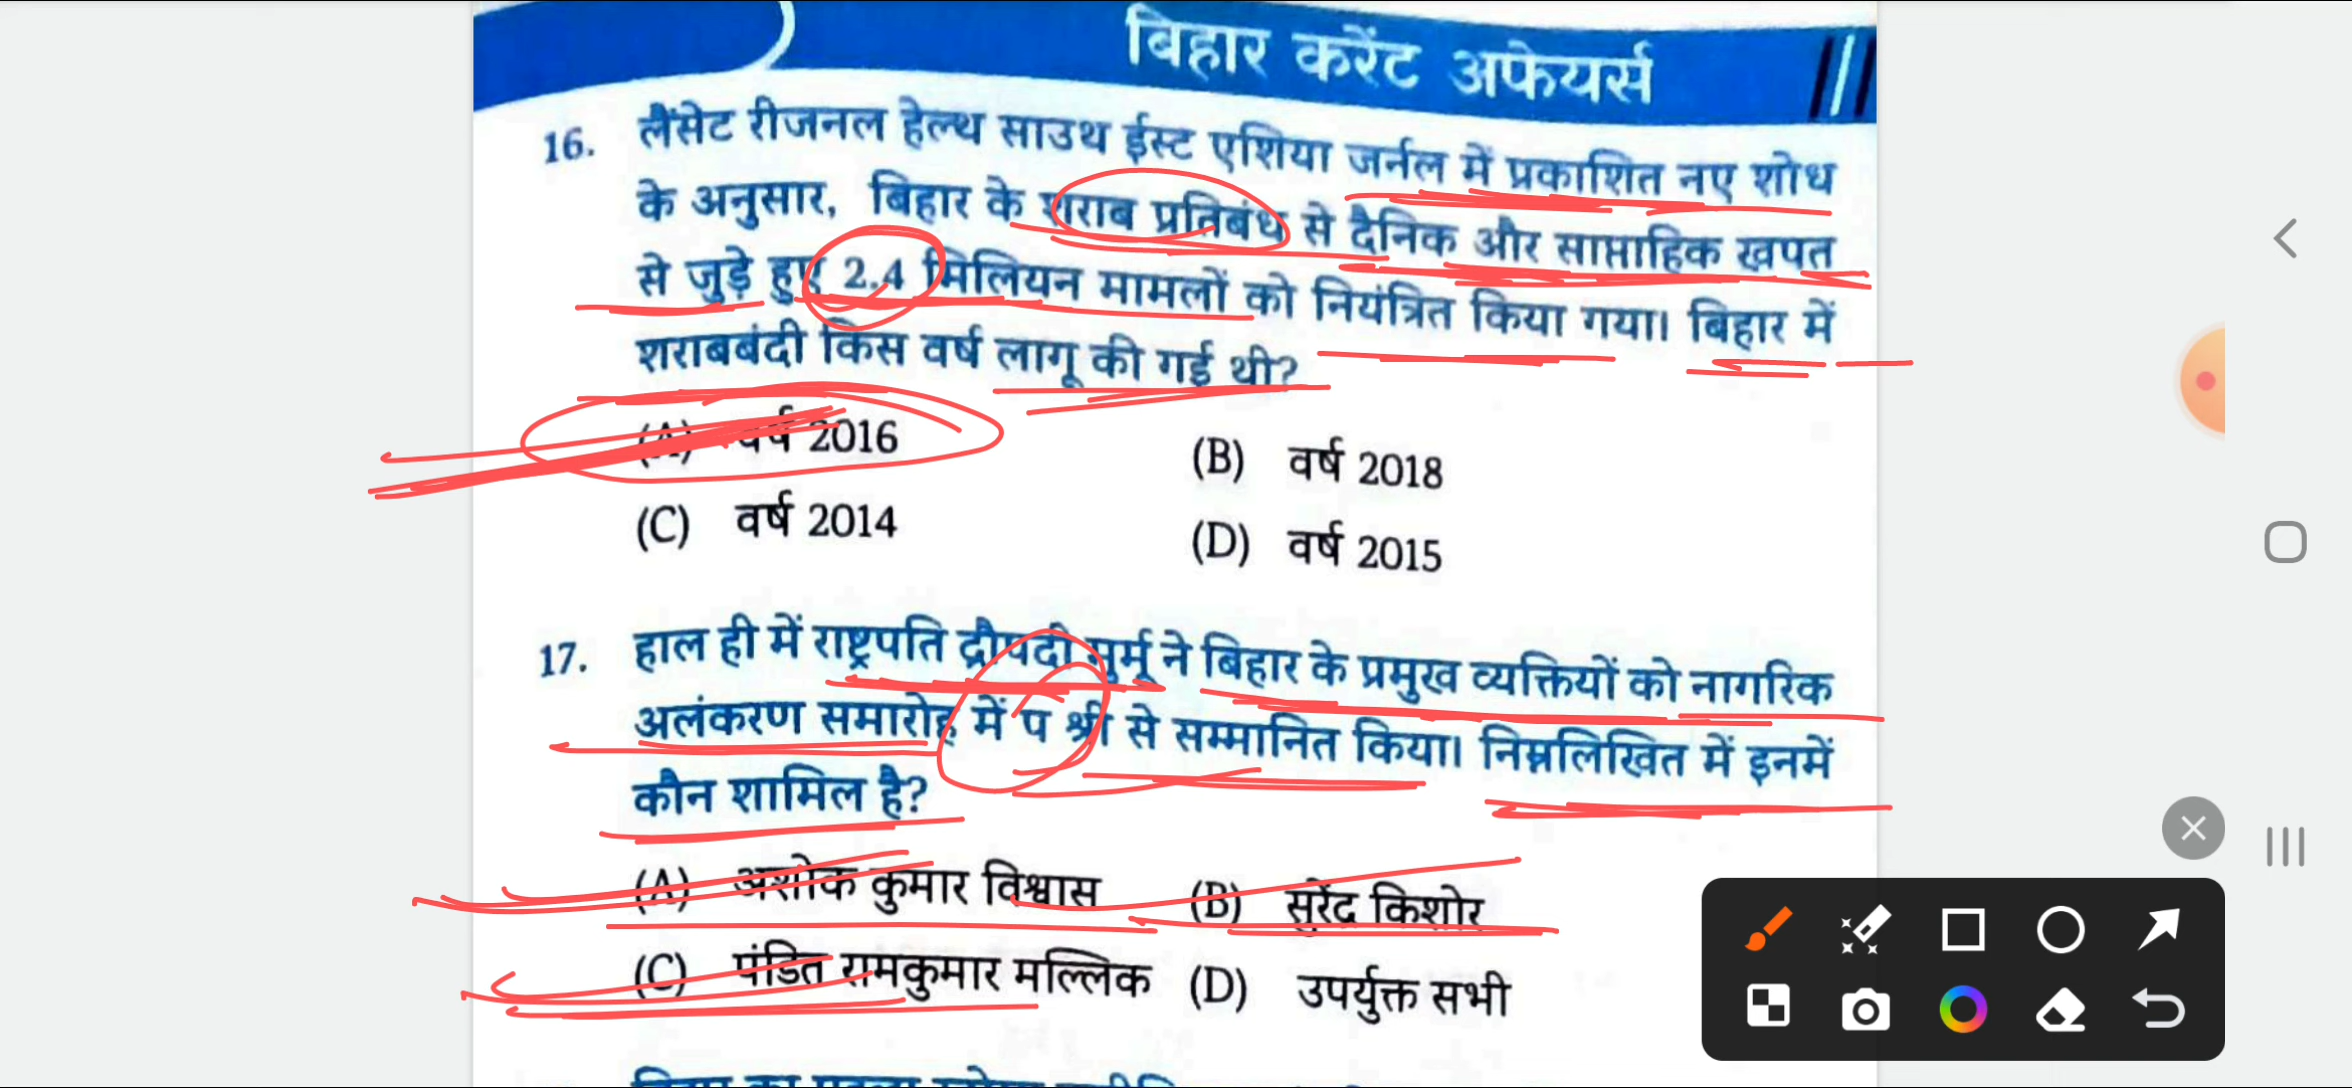 बिहार करेंट अफेयर्स
16. लैंसेट रीजनल हेल्थ साउथ ईस्ट एशिया जर्नल में प्रकाशित नए शोध
के अनुसार, बिहार के शराब प्रतिबंध से दैनिक और साप्ताहिक खपत
से जुड़े हुए 2.4 मिलियन मामलों को नियंत्रित किया गया। बिहार में
शराबबंदी किस वर्ष लागू की गई थी?
(A) वर्ष 2016 (B) वर्ष 2018
(C) वर्ष 2014 (D) वर्ष 2015
17. हाल ही में राष्ट्रपति द्रौपदी मुर्मू ने बिहार के प्रमुख व्यक्तियों को नागरिक
अलंकरण समारोह में प श्री से सम्मानित किया। निम्नलिखित में इनमें
कौन शामिल है?
(A) अशोक कुमार विश्वास (B) सुरेंद्र किशोर
(C) पंडित रामकुमार मल्लिक (D) उपर्युक्त सभी